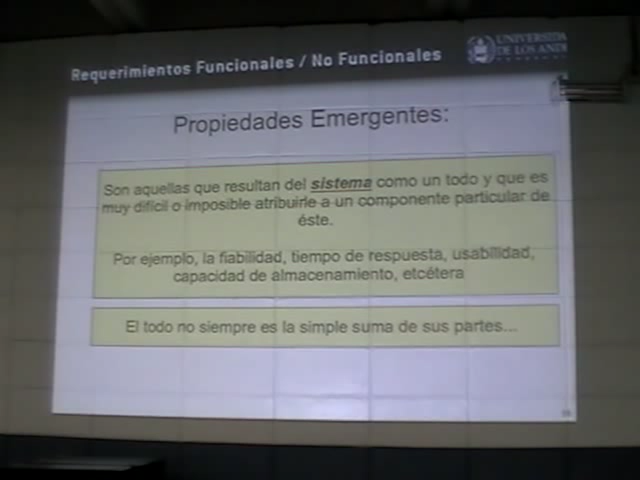 Requerimientos Funcionales / No Funcionales
UNIVERSIDA
DE LOS AND
Propiedades Emergentes:
Son aquellas que resultan del sistema como un todo y que es
muy difícil o imposible atribuirle a un componente particular de
éste.
Por ejemplo, la fiabilidad, tiempo de respuesta, usabilidad,
capacidad de almacenamiento, etcétera
El todo no siempre es la simple suma de sus partes...